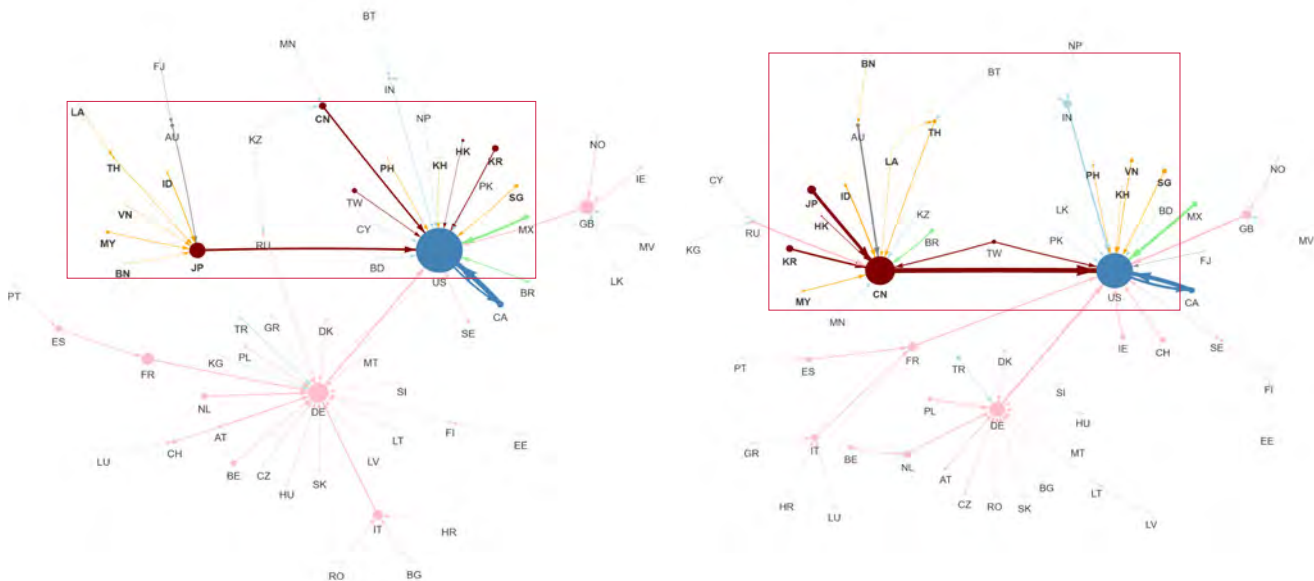 BT
MN
FJ
IN
LA
CN
NP
AU
KZ
HK
NO
TH
PH
KH
KR
ID
PK
IE
TW
SG
VN
MX
GB
MY
CY
RU
MV
JP
BD
BN
US
LK
BR
PT
CA
TR
GR
DK
SE
ES
PL
MT
FR
KG
SI
DE
NL
AT
LT
FI
EE
LU
CH
BE
CZ
LV
HU
SK
IT
HR
RO
BG
NP
BN
BT
IN
AU
TH
LA
NO
PH
VN
CY
JP
ID
KH
SG
HK
KZ
LK
BD
MX
RU
BR
GB
KG
KR
TW
PK
FJ
MV
MY
CN
US
CA
MN
IE
CH
SE
PT
ES
FR
DK
TR
SI
FI
PL
DE
HU
GR
IT
BE
NL
MT
EE
AT
BG
LT
HR
LU
CZ
RO
SK
LV